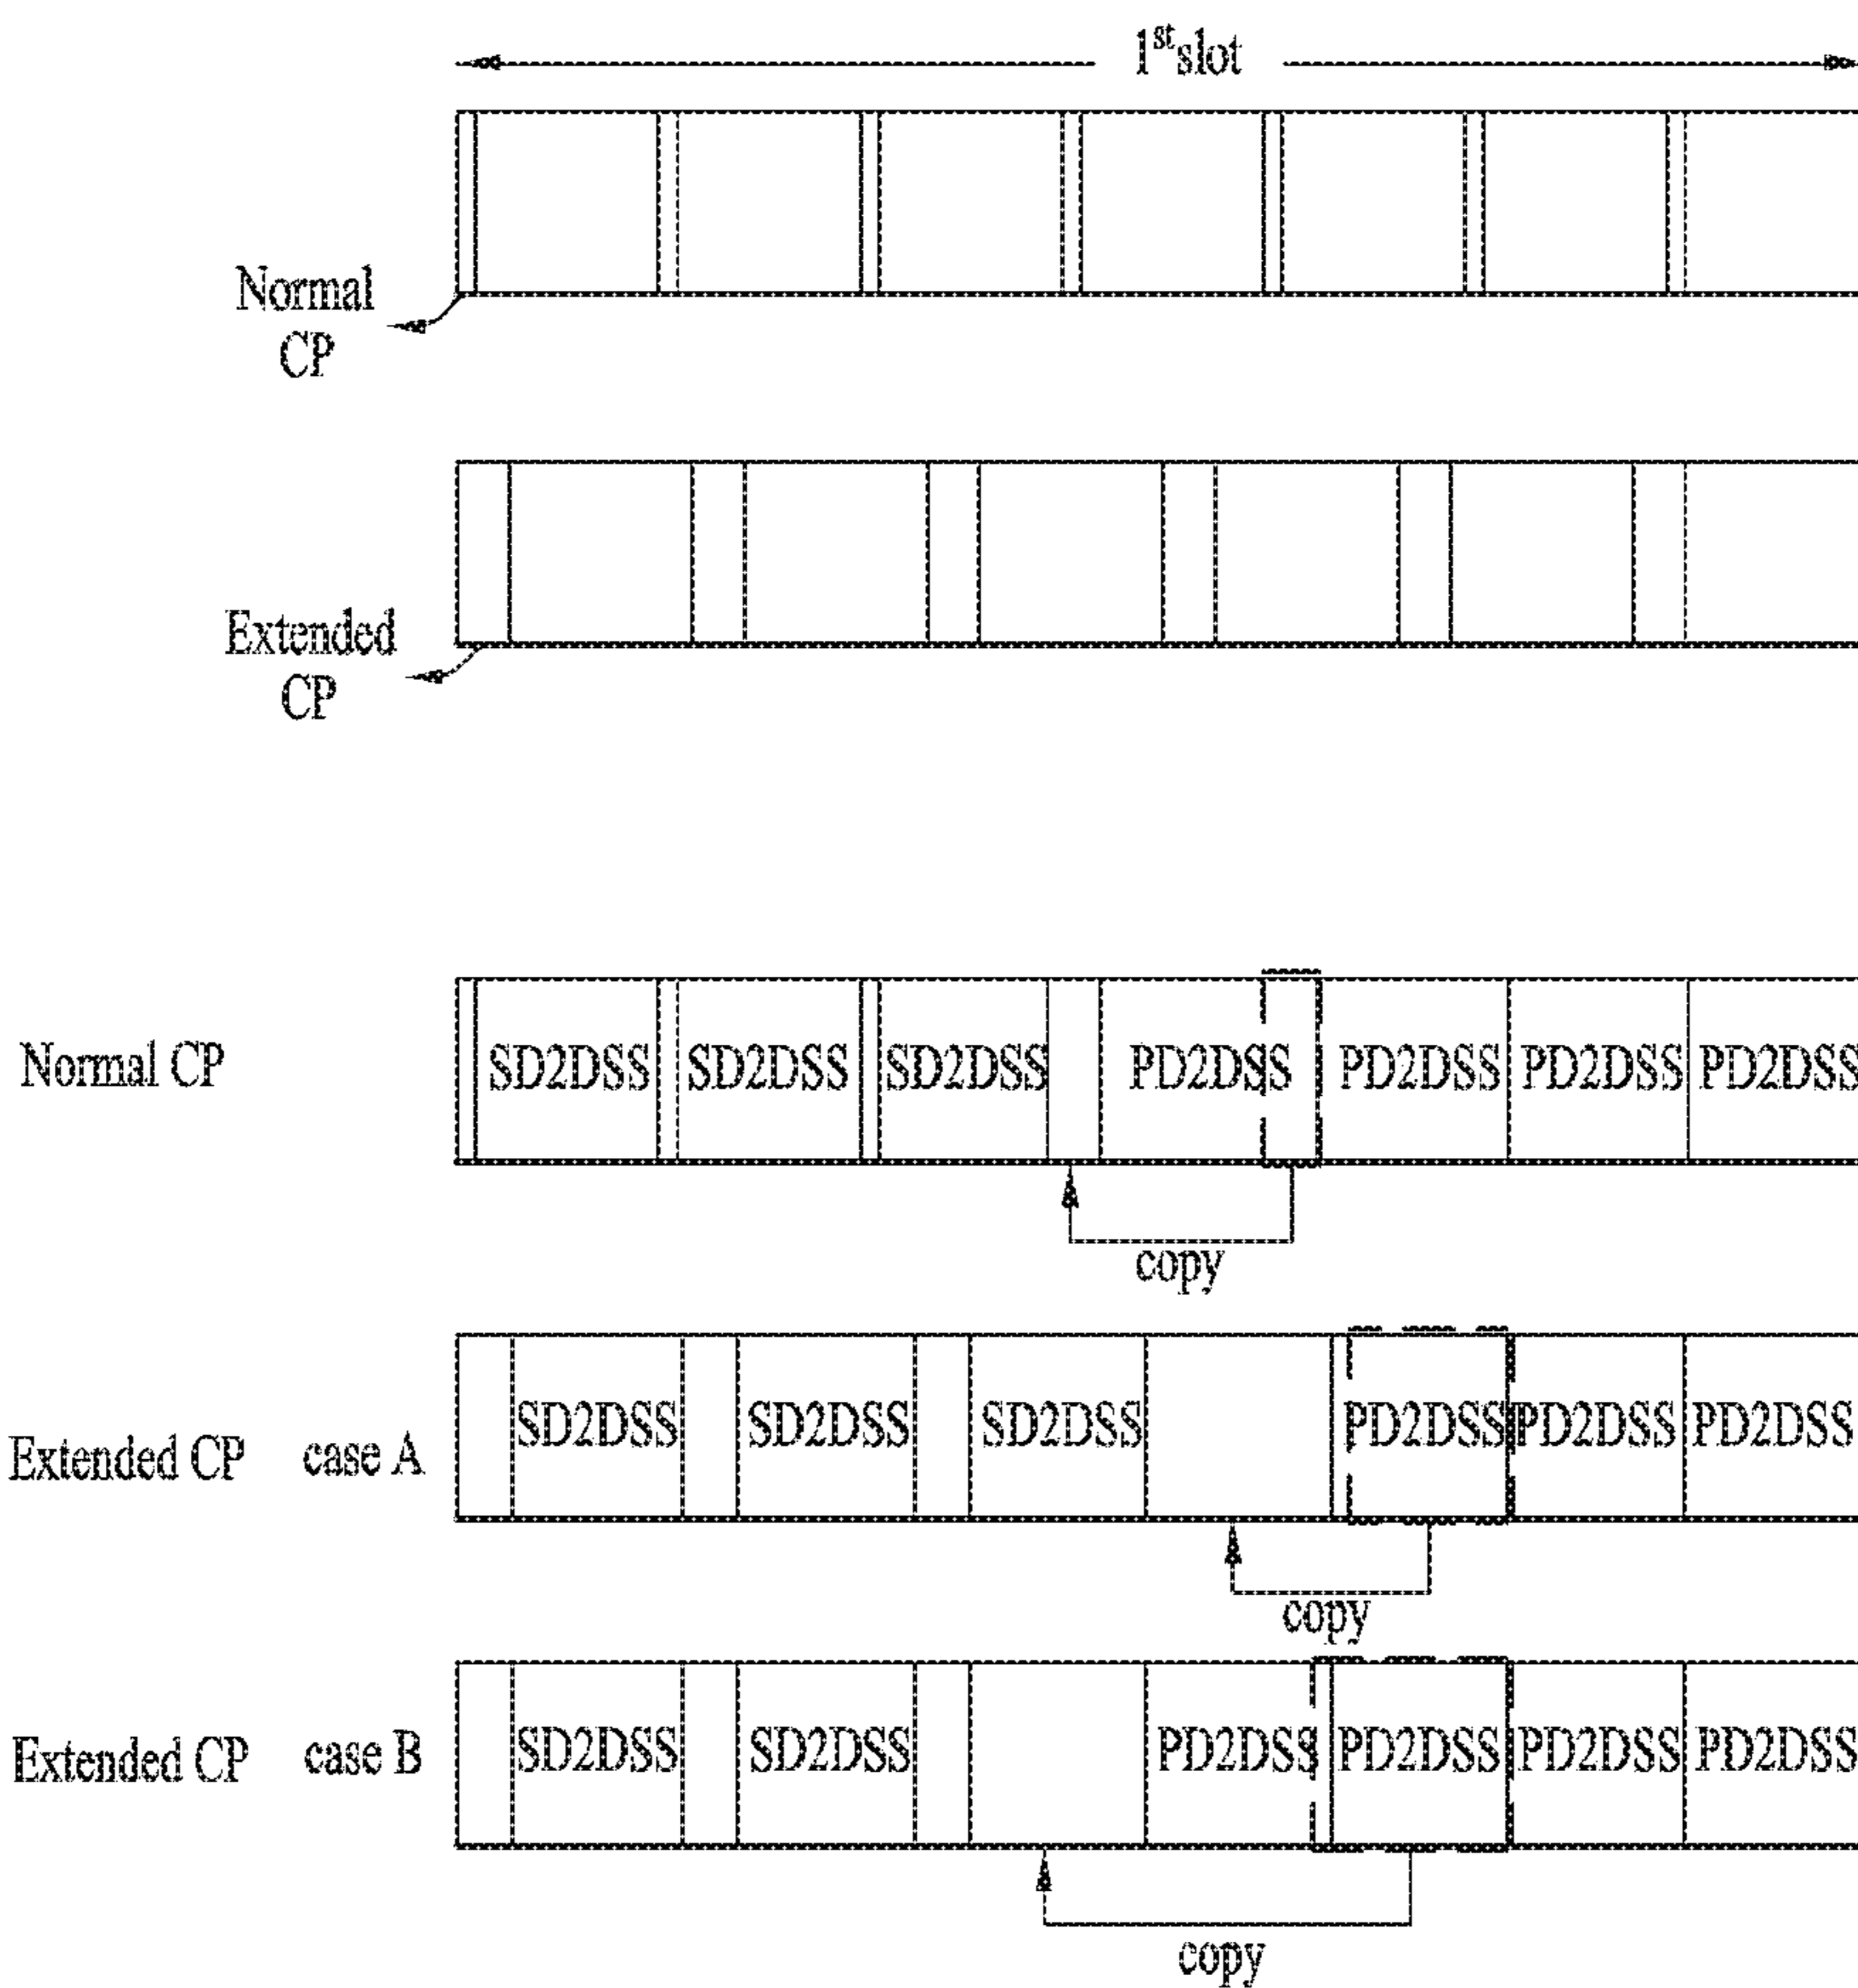 1st slot
Normal
CP
Extended
CP
Normal CP SD2DSS SD2DSS SD2DSS PD2DSS PD2DSS PD2DSS PD2DSS
copy
Extended CP case A SD2DSS SD2DSS SD2DSS PD2DSS PD2DSS PD2DSS
copy
Extended CP case B SD2DSS SD2DSS PD2DSS PD2DSS PD2DSS PD2DSS
copy